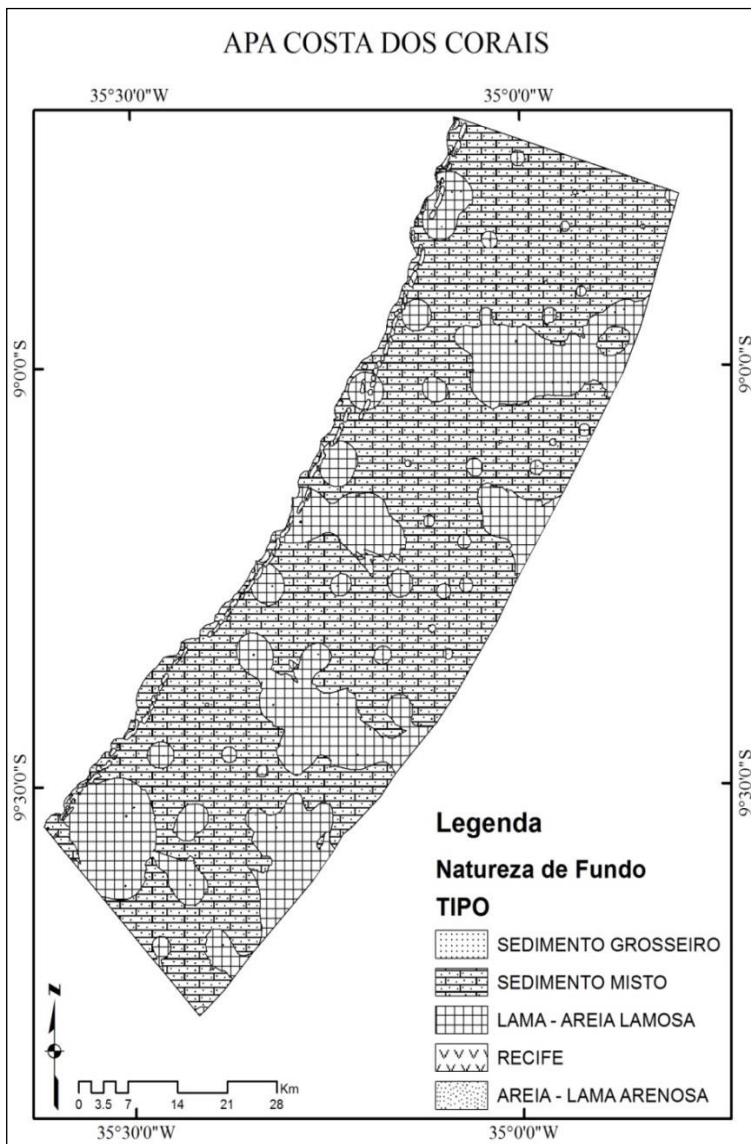 APA COSTA DOS CORAIS
35°30'0"W 35°0'0"W
9°0'0"S 9°0'0"S
9°30'0"S 9°30'0"S
Legenda
Natureza de Fundo
TIPO
SEDIMENTO GROSSEIRO
SEDIMENTO MISTO
LAMA - AREIA LAMOSA
RECIFE
AREIA - LAMA ARENOSA
N
Km
0 3.5 7 14 21 28
35°30'0"W 35°0'0"W